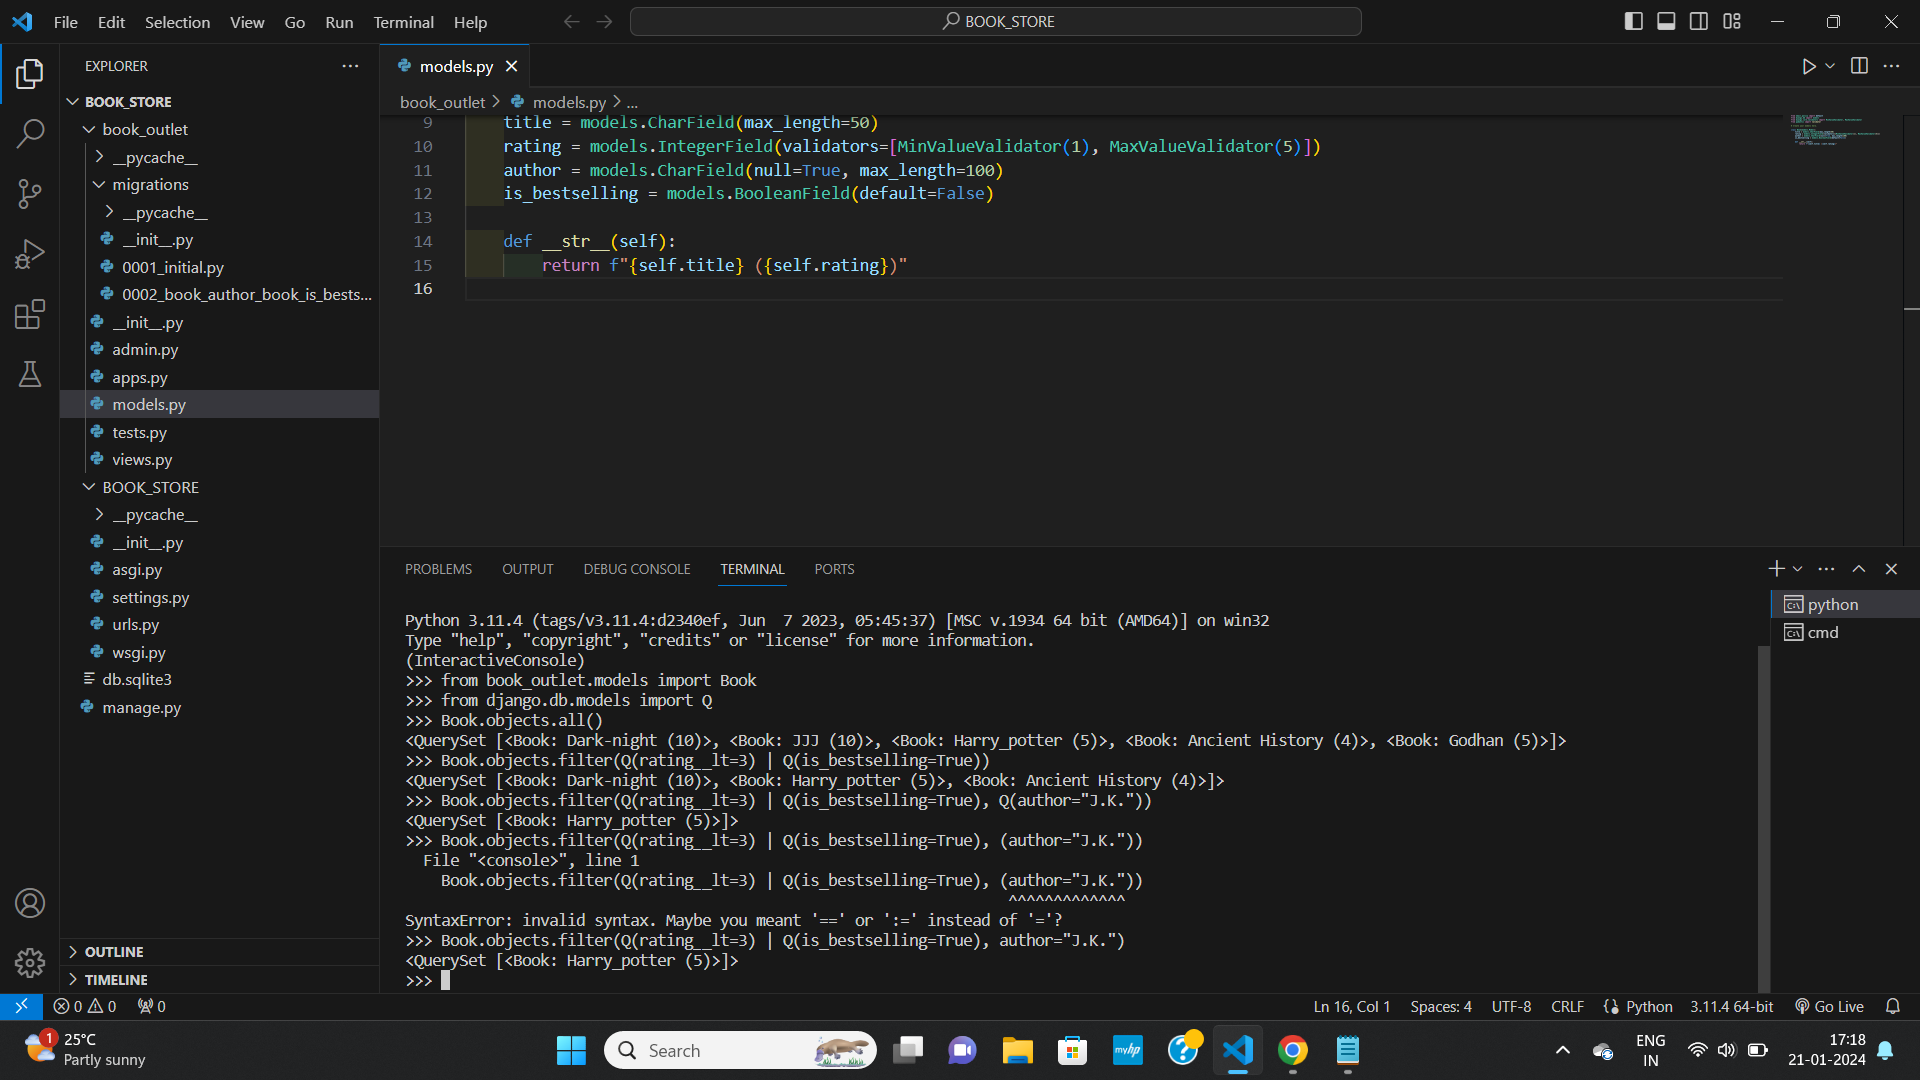 File Edit Selection View Go Run Terminal Help
BOOK_STORE
EXPLORER
BOOK_STORE
book_outlet
__pycache__
migrations
__pycache__
__init__.py
0001_initial.py
0002_book_author_book_is_bests...
__init__.py
admin.py
apps.py
models.py
tests.py
views.py
BOOK_STORE
__pycache__
__init__.py
asgi.py
settings.py
urls.py
wsgi.py
db.sqlite3
manage.py
OUTLINE
TIMELINE
models.py
book_outlet > models.py > ...
9 title = models.CharField(max_length=50)
10 rating = models.IntegerField(validators=[MinValueValidator(1), MaxValueValidator(5)])
11 author = models.CharField(null=True, max_length=100)
12 is_bestselling = models.BooleanField(default=False)
13
14 def __str__(self):
15 return f"{self.title} ({self.rating})"
16
PROBLEMS OUTPUT DEBUG CONSOLE TERMINAL PORTS
python
cmd
Python 3.11.4 (tags/v3.11.4:d2340ef, Jun  7 2023, 05:45:37) [MSC v.1934 64 bit (AMD64)] on win32
Type "help", "copyright", "credits" or "license" for more information.
(InteractiveConsole)
>>> from book_outlet.models import Book
>>> from django.db.models import Q
>>> Book.objects.all()
<QuerySet [<Book: Dark-night (10)>, <Book: JJJ (10)>, <Book: Harry_potter (5)>, <Book: Ancient History (4)>, <Book: Godhan (5)>]>
>>> Book.objects.filter(Q(rating__lt=3) | Q(is_bestselling=True))
<QuerySet [<Book: Dark-night (10)>, <Book: Harry_potter (5)>, <Book: Ancient History (4)>]>
>>> Book.objects.filter(Q(rating__lt=3) | Q(is_bestselling=True), Q(author="J.K."))
<QuerySet [<Book: Harry_potter (5)>]>
>>> Book.objects.filter(Q(rating__lt=3) | Q(is_bestselling=True), (author="J.K."))
File "<console>", line 1
Book.objects.filter(Q(rating__lt=3) | Q(is_bestselling=True), (author="J.K."))
^^^^^^^^^^^^^
SyntaxError: invalid syntax. Maybe you meant '==' or ':=' instead of '='?
>>> Book.objects.filter(Q(rating__lt=3) | Q(is_bestselling=True), author="J.K.")
<QuerySet [<Book: Harry_potter (5)>]>
>>>
0 0 0
Ln 16, Col 1 Spaces: 4 UTF-8 CRLF Python 3.11.4 64-bit Go Live
1
25°C
Partly sunny
Search
myhp
ENG
IN
17:18
21-01-2024